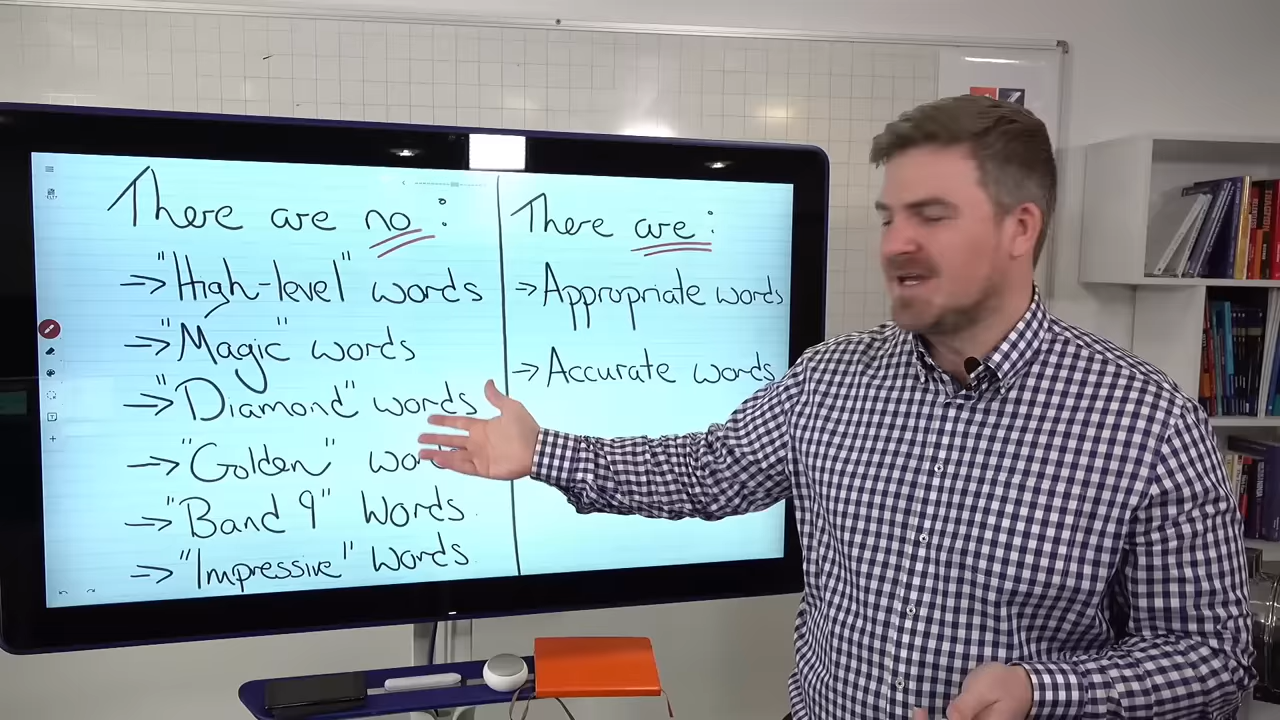 There are no:
→ "High-level" words
→ "Magic" words
→ "Diamond" words
→ "Golden" wor
→ "Band 9" Words.
→ "Impressive" Words.
There are:
→ Appropriate words
→ Accurate words